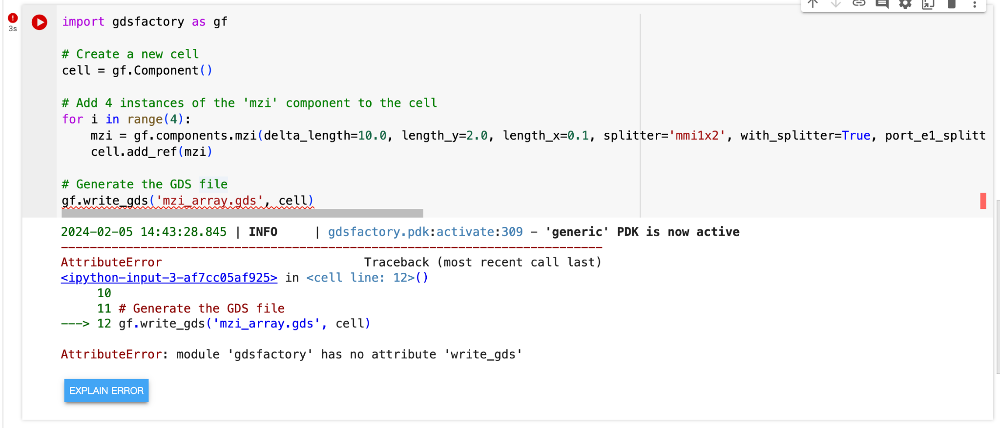 3s
import gdsfactory as gf
# Create a new cell
cell = gf.Component()
# Add 4 instances of the 'mzi' component to the cell
for i in range(4):
    mzi = gf.components.mzi(delta_length=10.0, length_y=2.0, length_x=0.1, splitter='mmi1x2', with_splitter=True, port_e1_splitt
    cell.add_ref(mzi)
# Generate the GDS file
gf.write_gds('mzi_array.gds', cell)
2024-02-05 14:43:28.845 | INFO     | gdsfactory.pdk:activate:309 - 'generic' PDK is now active
---------------------------------------------------------------------------
AttributeError                            Traceback (most recent call last)
<ipython-input-3-af7cc05af925> in <cell line: 12>()
     10
     11 # Generate the GDS file
---> 12 gf.write_gds('mzi_array.gds', cell)
AttributeError: module 'gdsfactory' has no attribute 'write_gds'
EXPLAIN ERROR